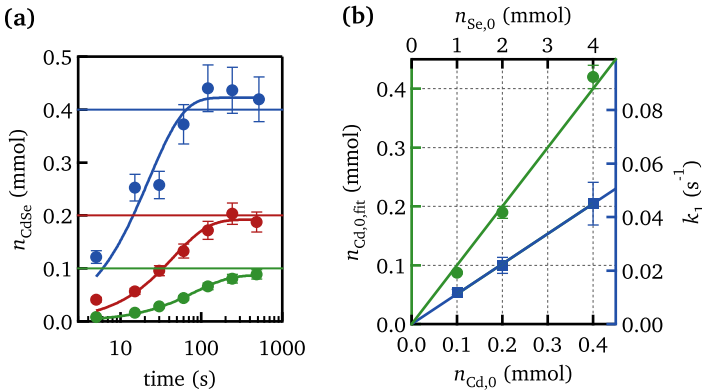 (a)
n_CdSe (mmol)
0.5
0.4
0.3
0.2
0.1
0.0
10 100 1000
time (s)
(b)
n_Se,0 (mmol)
0 1 2 3 4
n_Cd,0,fit (mmol)
0.4
0.3
0.2
0.1
0.0
0.08
0.06
0.04
0.02
0.00
k_1 (s^-1)
0.0 0.1 0.2 0.3 0.4
n_Cd,0 (mmol)